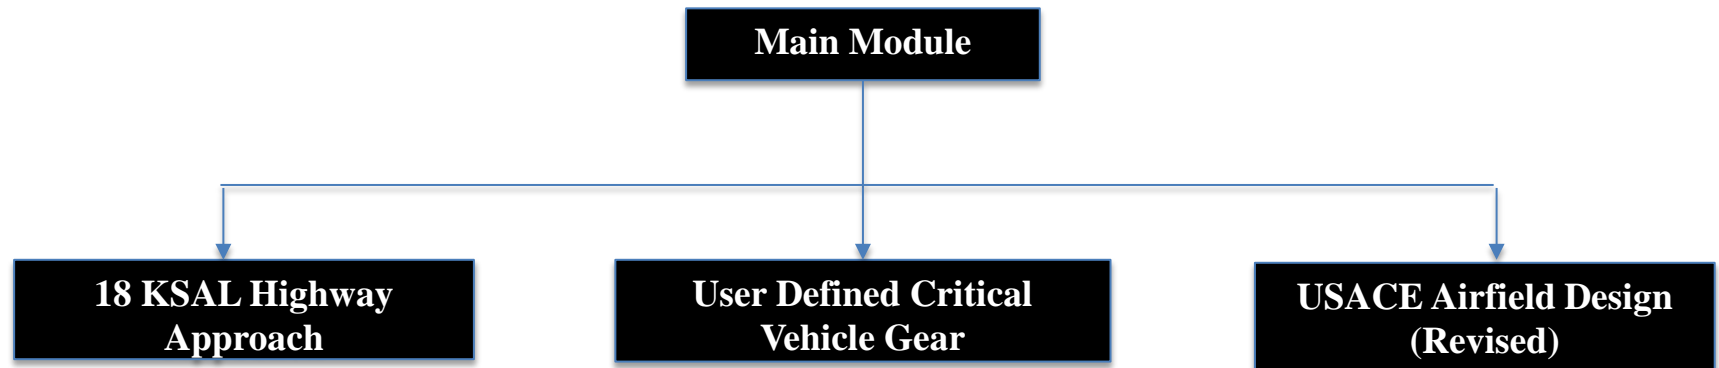 Main Module
18 KSAL Highway
Approach
User Defined Critical
Vehicle Gear
USACE Airfield Design
(Revised)